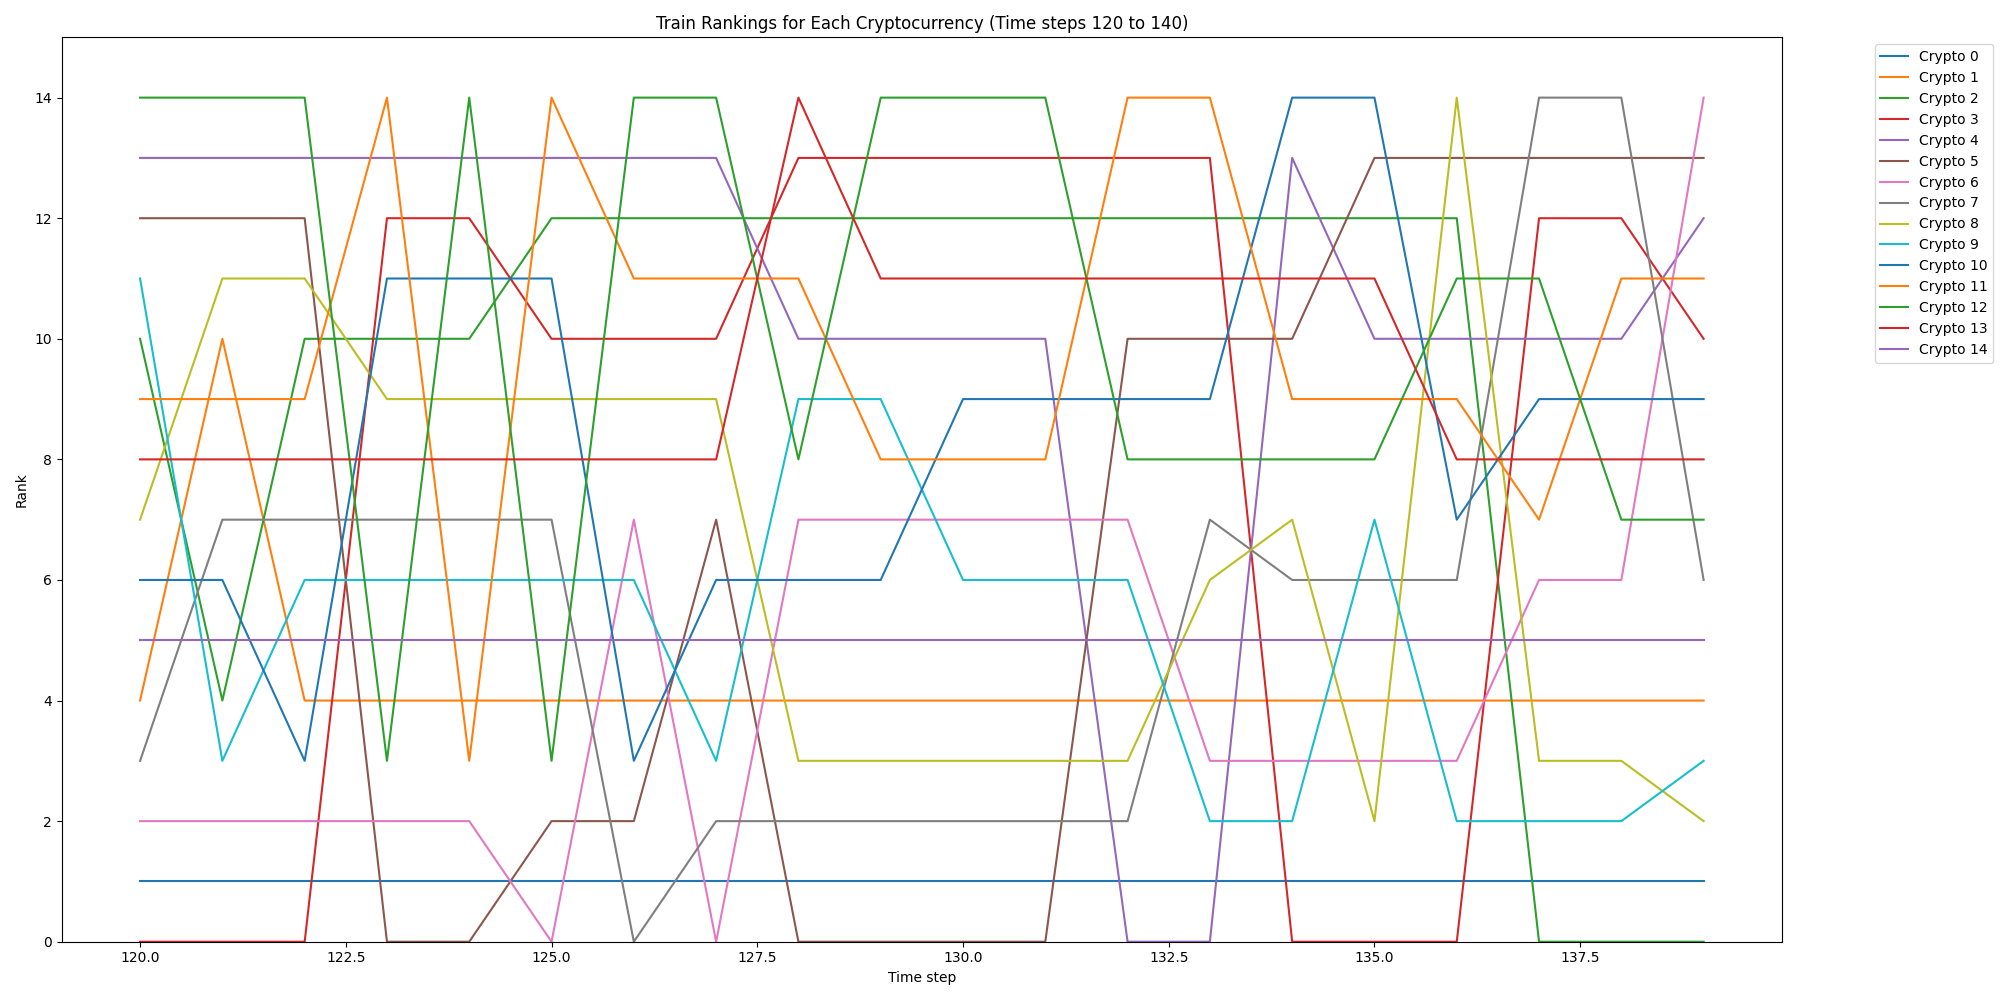 Train Rankings for Each Cryptocurrency (Time steps 120 to 140)
Rank
14
12
10
8
6
4
2
0
120.0 122.5 125.0 127.5 130.0 132.5 135.0 137.5
Time step
Crypto 0
Crypto 1
Crypto 2
Crypto 3
Crypto 4
Crypto 5
Crypto 6
Crypto 7
Crypto 8
Crypto 9
Crypto 10
Crypto 11
Crypto 12
Crypto 13
Crypto 14